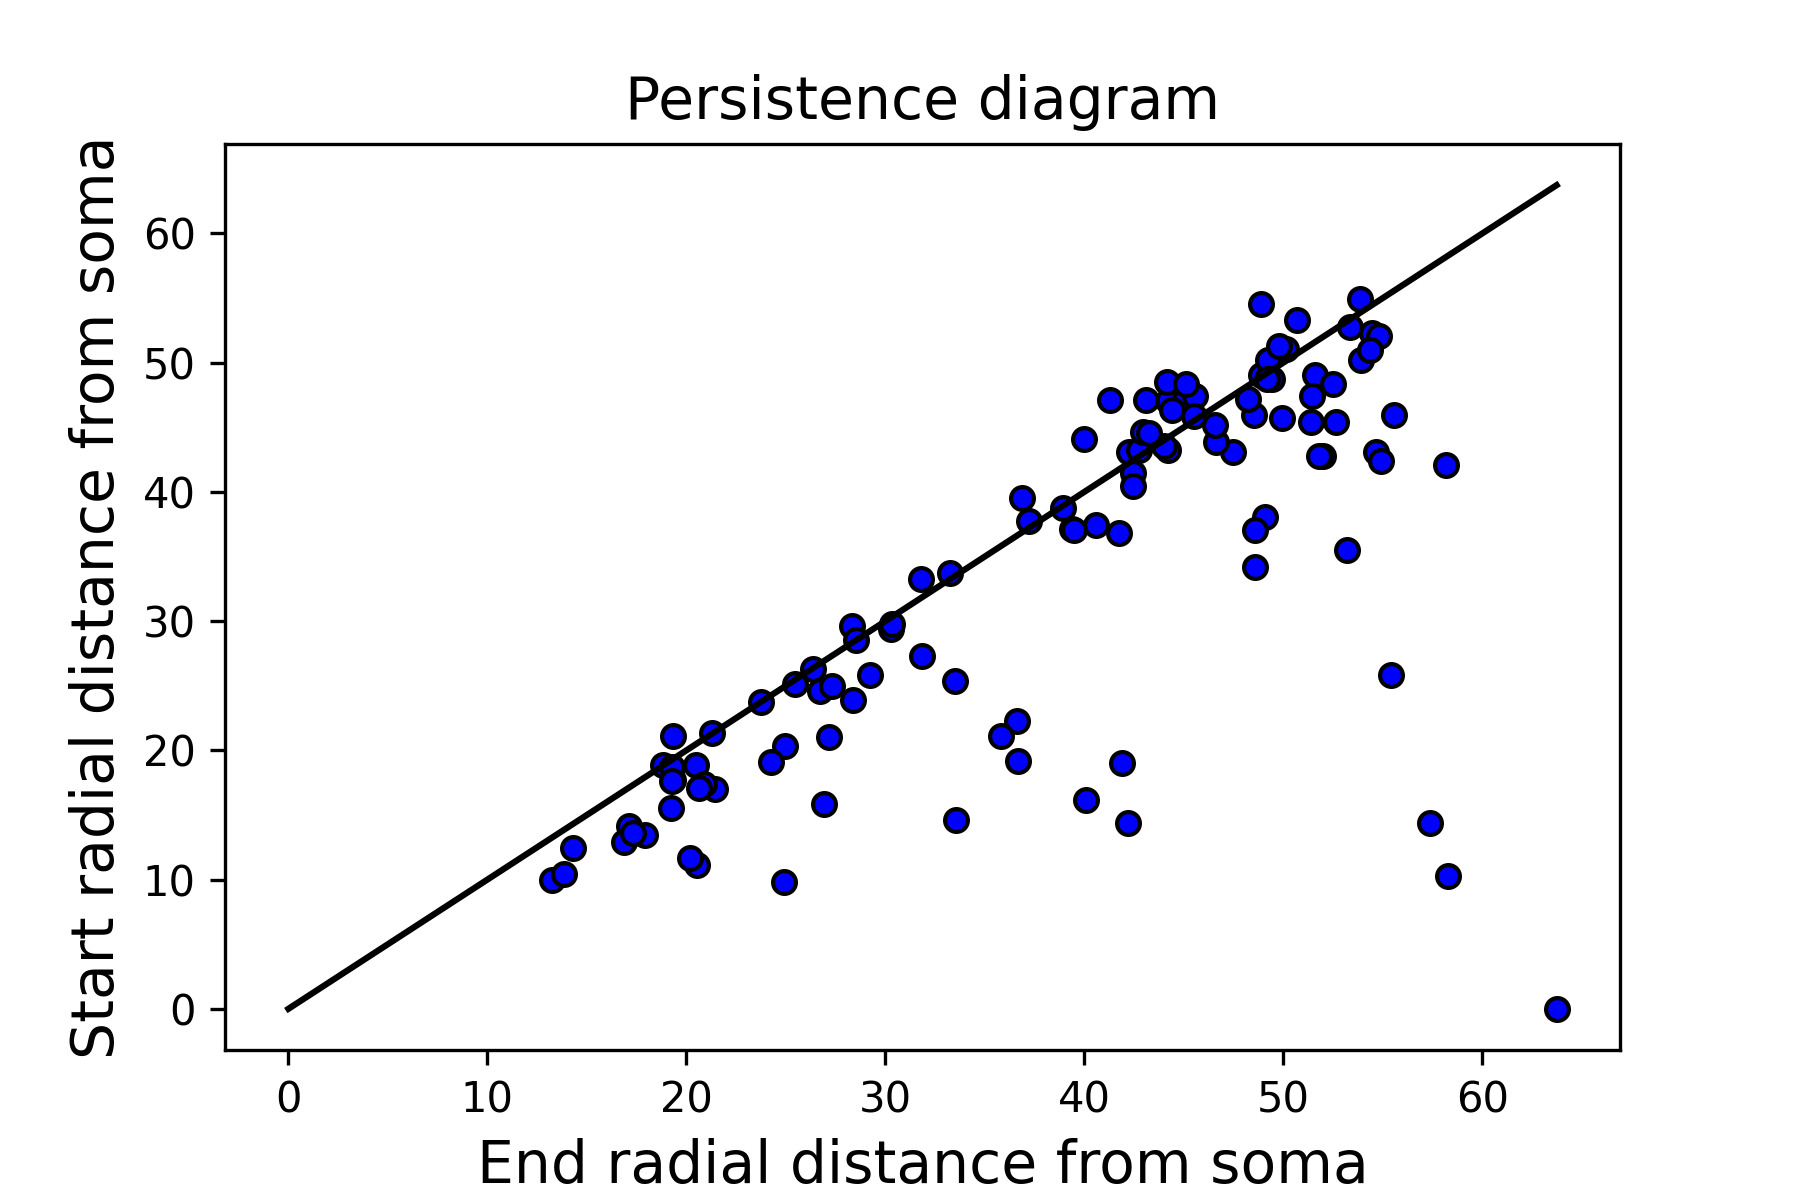 Persistence diagram
Start radial distance from soma
60
50
40
30
20
10
0
0 10 20 30 40 50 60
End radial distance from soma